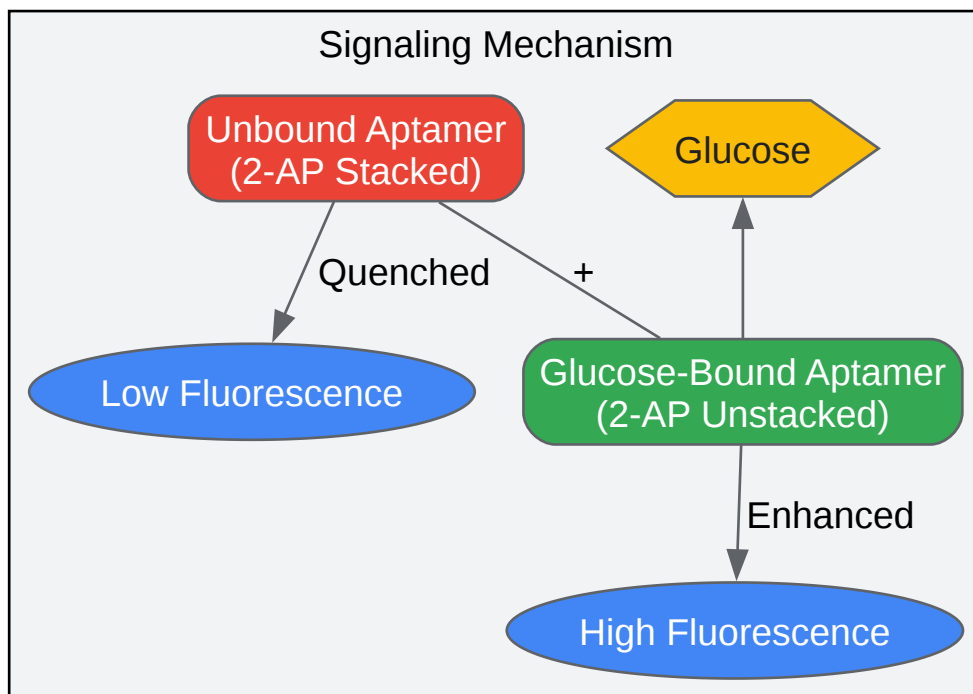 Signaling Mechanism
Unbound Aptamer
(2-AP Stacked)
Glucose
Quenched
+
Low Fluorescence
Glucose-Bound Aptamer
(2-AP Unstacked)
Enhanced
High Fluorescence